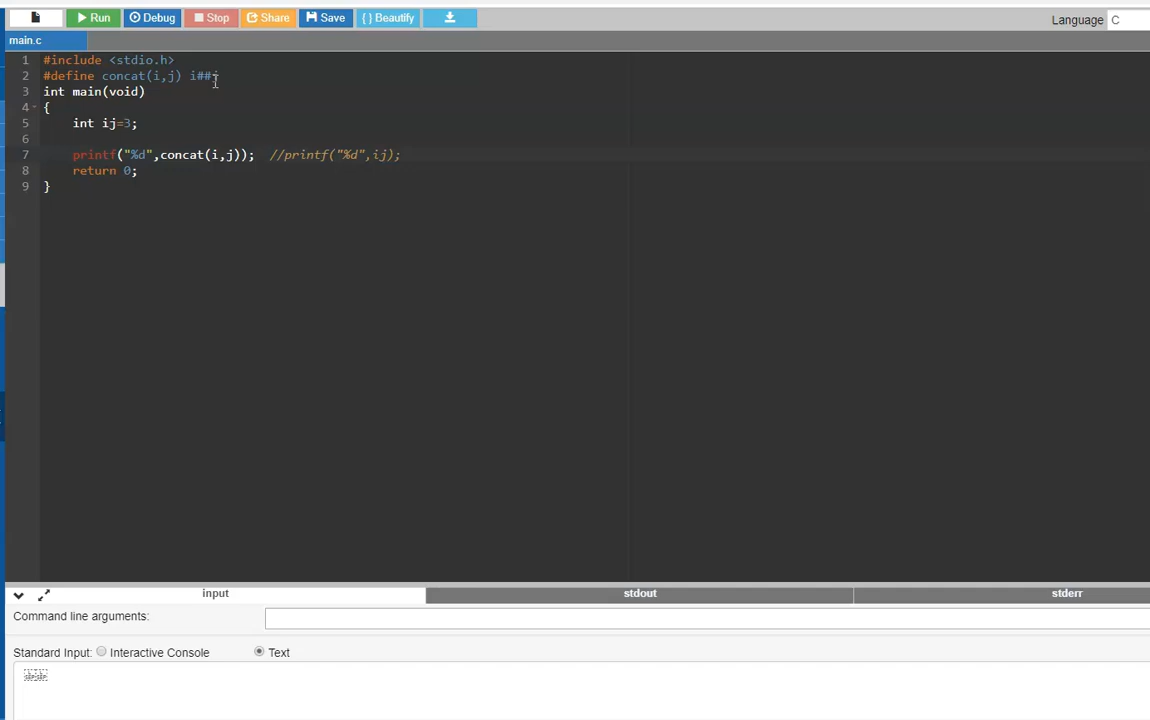 Run Debug Stop Share Save { } Beautify Language C
main.c
1 #include <stdio.h>
2 #define concat(i,j) i##j
3 int main(void)
4 {
5 int ij=3;
6
7 printf("%d",concat(i,j)); //printf("%d",ij);
8 return 0;
9 }
input stdout stderr
Command line arguments:
Standard Input: Interactive Console Text